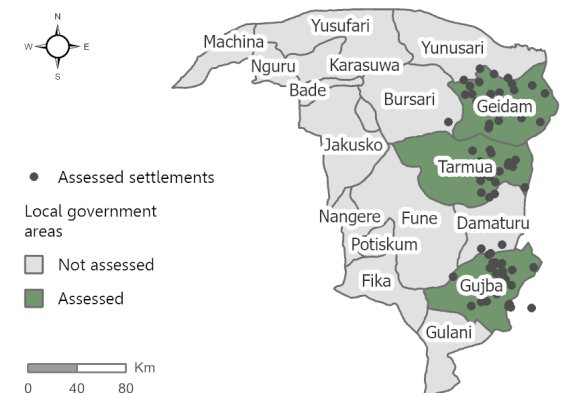 N
W E
S
Yusufari
Machina
Yunusari
Nguru
Karasuwa
Bade
Bursari
Geidam
Jakusko
Tarmua
Assessed settlements
Local government
areas
Not assessed
Assessed
Nangere
Fune
Damaturu
Potiskum
Fika
Gujba
Gulani
Km
0 40 80